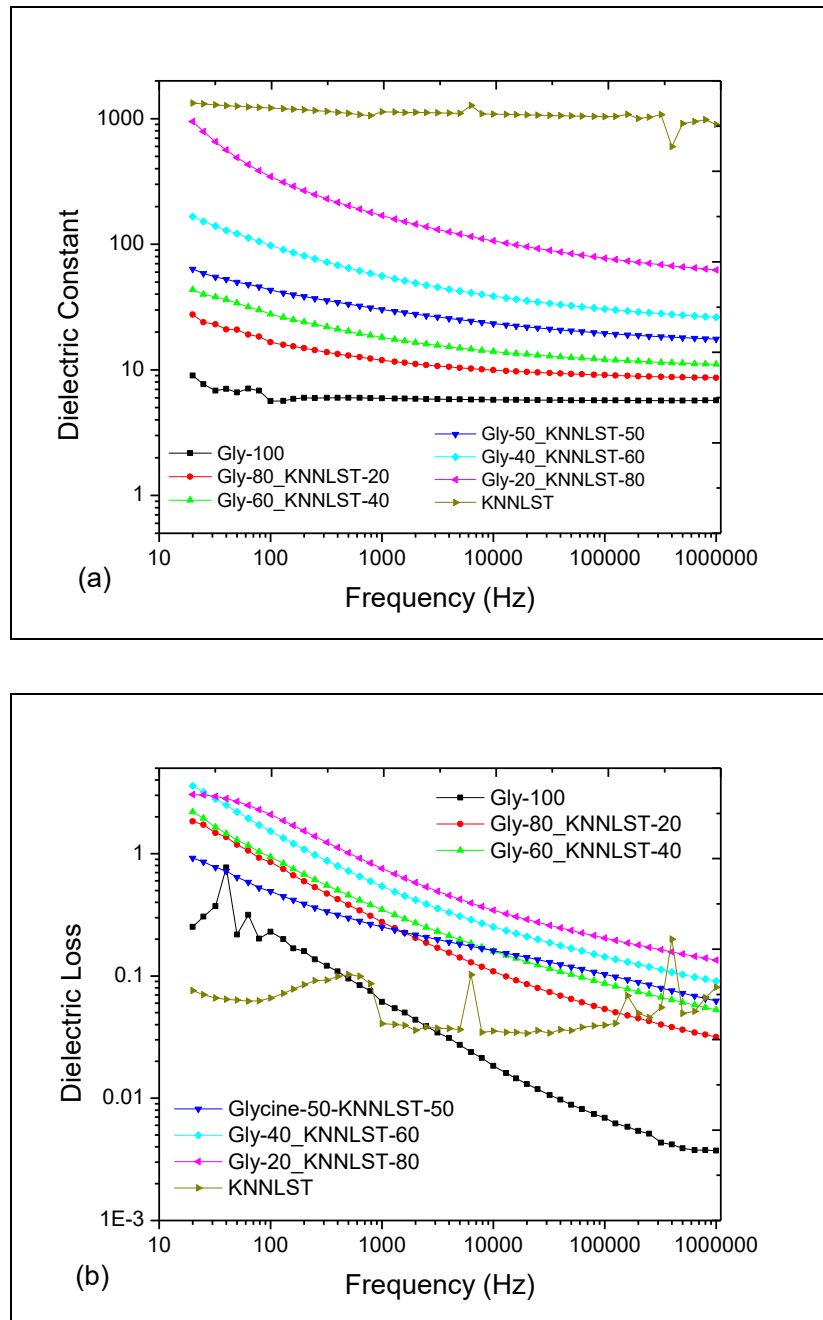 1000
100
10
1
Dielectric Constant
Gly-100
Gly-80_KNNLST-20
Gly-60_KNNLST-40
Gly-50_KNNLST-50
Gly-40_KNNLST-60
Gly-20_KNNLST-80
KNNLST
10 100 1000 10000 100000 1000000
(a)
Frequency (Hz)
1
0.1
0.01
1E-3
Dielectric Loss
Gly-100
Gly-80_KNNLST-20
Gly-60_KNNLST-40
Glycine-50-KNNLST-50
Gly-40_KNNLST-60
Gly-20_KNNLST-80
KNNLST
10 100 1000 10000 100000 1000000
(b)
Frequency (Hz)